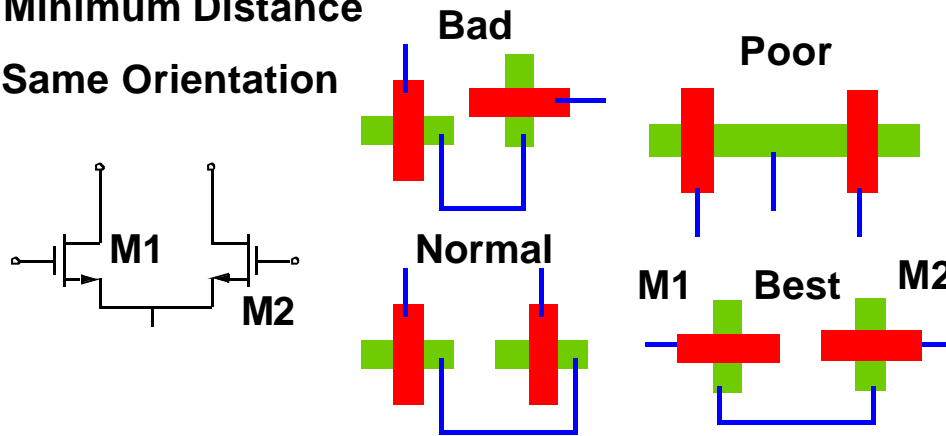 Minimum Distance
Same Orientation
Bad
Poor
M1
M2
Normal
M1
Best
M2